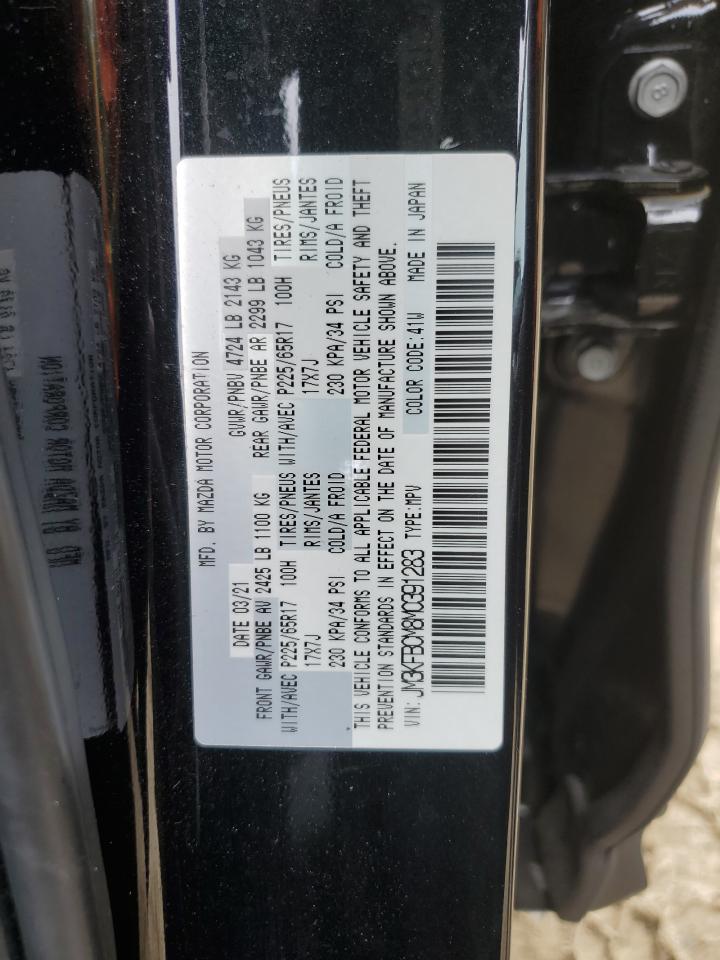 MFD. BY MAZDA MOTOR CORPORATION
DATE 03/21 GVWR/PNBV 4724 LB 2143 KG
FRONT GAWR/PNBE AV 2425 LB 1100 KG REAR GAWR/PNBE AR 2299 LB 1043 KG
WITH/AVEC P225/65R17 100H TIRES/PNEUS WITH/AVEC P225/65R17 100H TIRES/PNEUS
17X7J RIMS/JANTES 17X7J RIMS/JANTES
230 KPA/34 PSI COLD/A FROID 230 KPA/34 PSI COLD/A FROID
THIS VEHICLE CONFORMS TO ALL APPLICABLE FEDERAL MOTOR VEHICLE SAFETY AND THEFT
PREVENTION STANDARDS IN EFFECT ON THE DATE OF MANUFACTURE SHOWN ABOVE.
VIN: JM3KFBCM8M0391283 TYPE:MPV COLOR CODE:41W MADE IN JAPAN
8